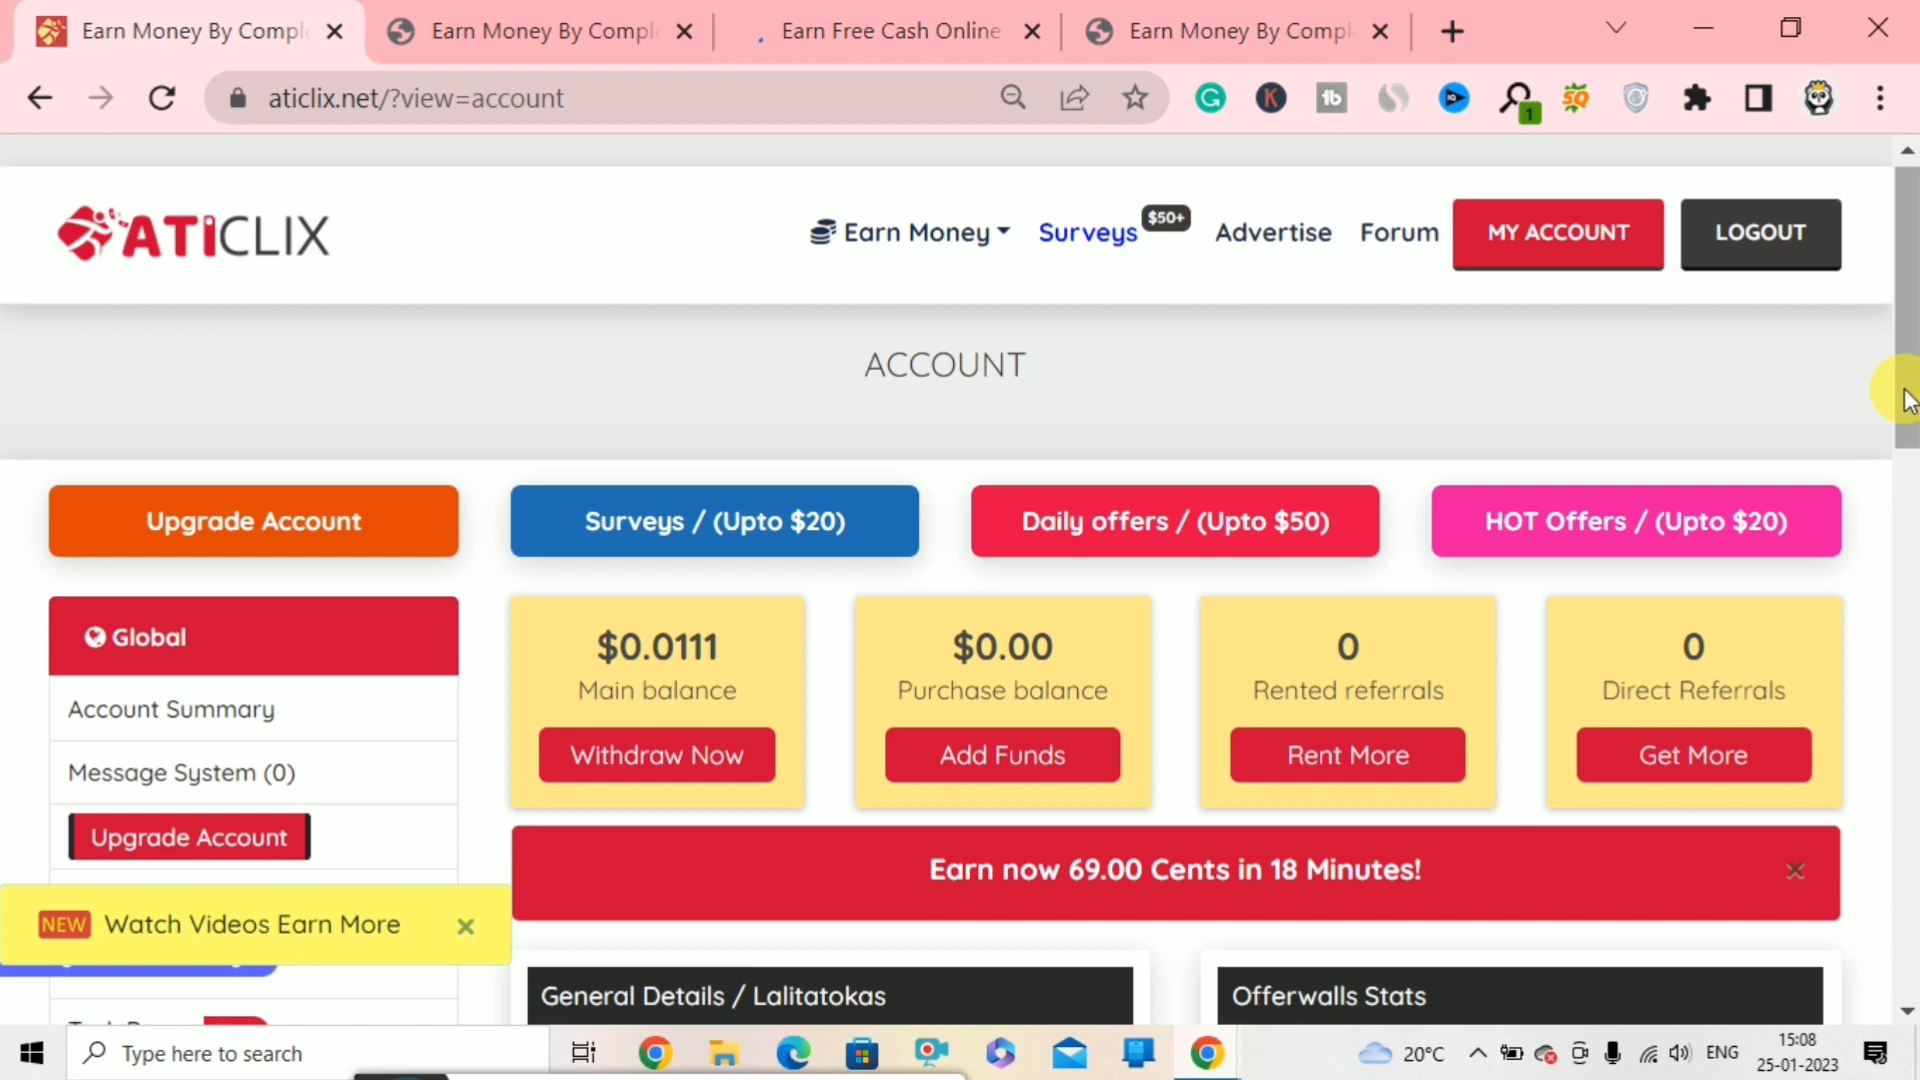 Earn Money By Compl
Earn Money By Compl
Earn Free Cash Online
Earn Money By Compl
aticlix.net/?view=account
1
ATiCLIX
Earn Money
Surveys
$50+
Advertise
Forum
MY ACCOUNT
LOGOUT
ACCOUNT
Upgrade Account
Surveys / (Upto $20)
Daily offers / (Upto $50)
HOT Offers / (Upto $20)
Global
Account Summary
Message System (0)
Upgrade Account
$0.0111
Main balance
Withdraw Now
$0.00
Purchase balance
Add Funds
0
Rented referrals
Rent More
0
Direct Referrals
Get More
Earn now 69.00 Cents in 18 Minutes!
NEW Watch Videos Earn More
General Details / Lalitatokas
Offerwalls Stats
Type here to search
20°C
ENG
15:08
25-01-2023